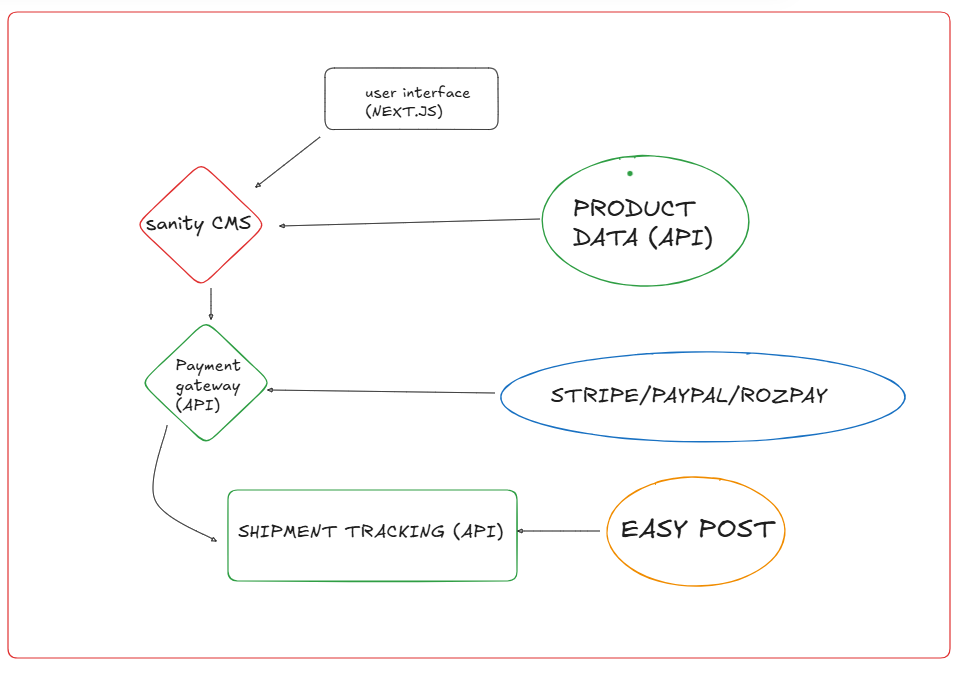 user interface
(NEXT.JS)
sanity CMS
PRODUCT
DATA (API)
Payment
gateway
(API)
STRIPE/PAYPAL/ROZPAY
SHIPMENT TRACKING (API)
EASY POST